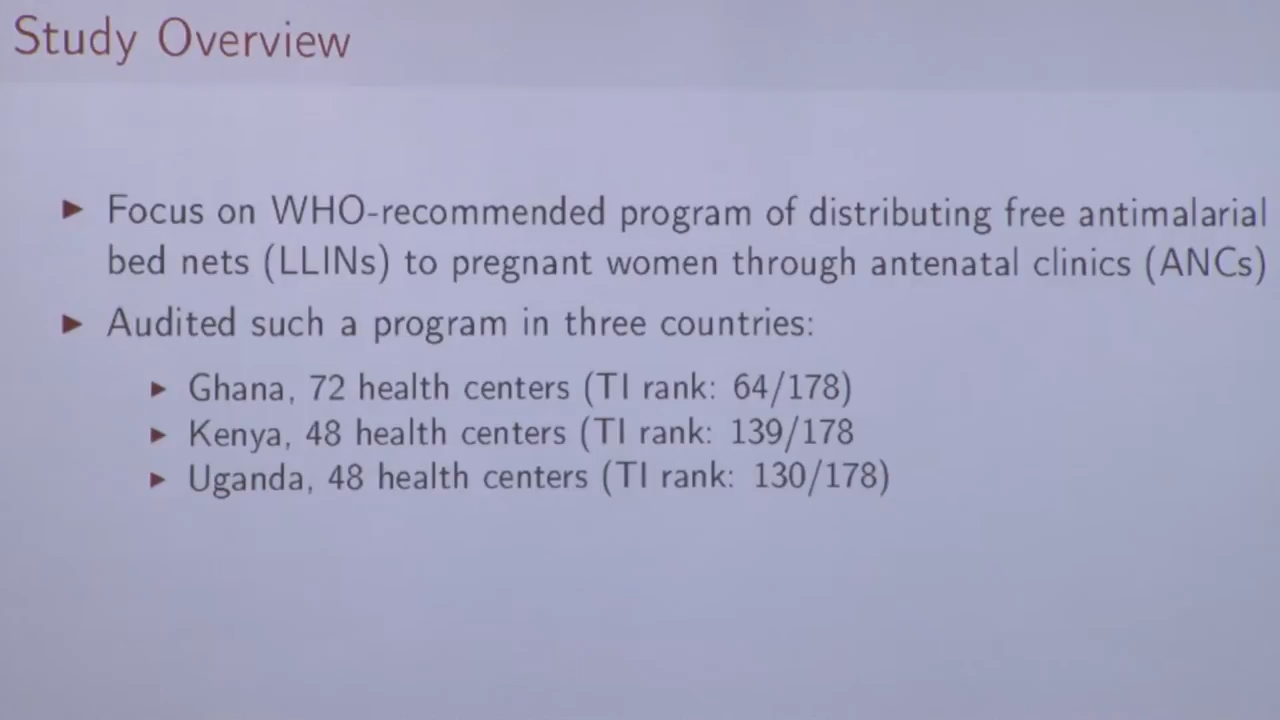 Study Overview
▶ Focus on WHO-recommended program of distributing free antimalarial
bed nets (LLINs) to pregnant women through antenatal clinics (ANCs)
▶ Audited such a program in three countries:
▶ Ghana, 72 health centers (TI rank: 64/178)
▶ Kenya, 48 health centers (TI rank: 139/178
▶ Uganda, 48 health centers (TI rank: 130/178)